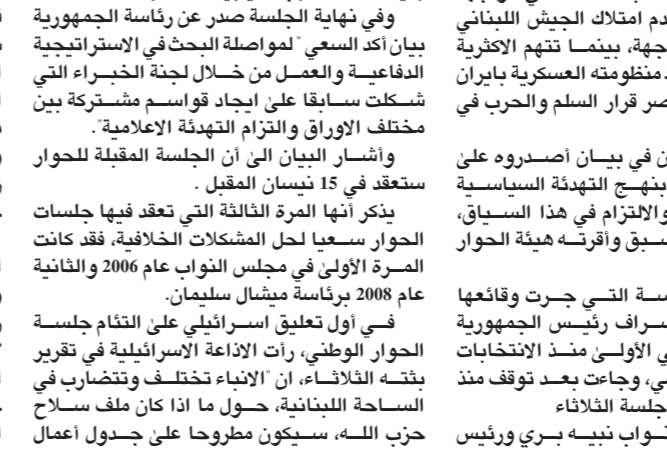 امتلاك الجيش اللبناني
بينما تتهم الاكثرية
منظومته العسكرية بايران
قرار السلم والحرب في
في بيان أصدروه على
بنهج التهدئة السياسية
والالتزام في هذا السياق،
سبق وأقرته هيئة الحوار
التي جرت وقائعها
رئيس الجمهورية
الأولى منذ الانتخابات
وجاءت بعد توقف منذ
جلسة الثلاثاء
نبيه بري ورئيس
وفي نهاية الجلسة صدر عن رئاسة الجمهورية
بيان أكد السعي "لمواصلة البحث في الاستراتيجية
الدفاعية والعمل من خلال لجنة الخبراء التي
شكلت سابقا على ايجاد قواسم مشتركة بين
مختلف الاوراق والتزام التهدئة الاعلامية".
وأشار البيان الى أن الجلسة المقبلة للحوار
ستعقد في 15 نيسان المقبل .
يذكر أنها المرة الثالثة التي تعقد فيها جلسات
الحوار سعيا لحل المشكلات الخلافية، فقد كانت
المرة الأولى في مجلس النواب عام 2006 والثانية
عام 2008 برئاسة ميشال سليمان.
في أول تعليق اسرائيلي على التئام جلسة
الحوار الوطني، رأت الاذاعة الاسرائيلية في تقرير
بثته الثلاثاء، ان "الانباء تختلف وتتضارب في
الساحة اللبنانية، حول ما اذا كان ملف سلاح
حزب الله، سيكون مطروحا على جدول أعمال